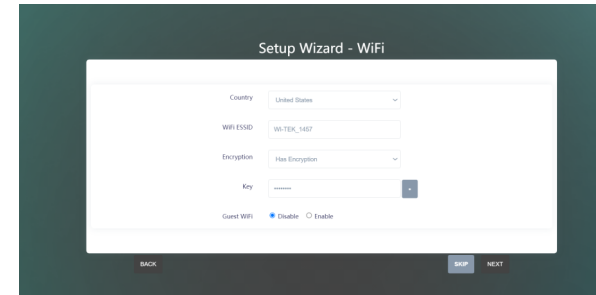 Setup Wizard - WiFi
Country United States
WiFi ESSID WI-TEK_1457
Encryption Has Encryption
Key ••••••••
Guest WiFi Disable Enable
BACK SKIP NEXT